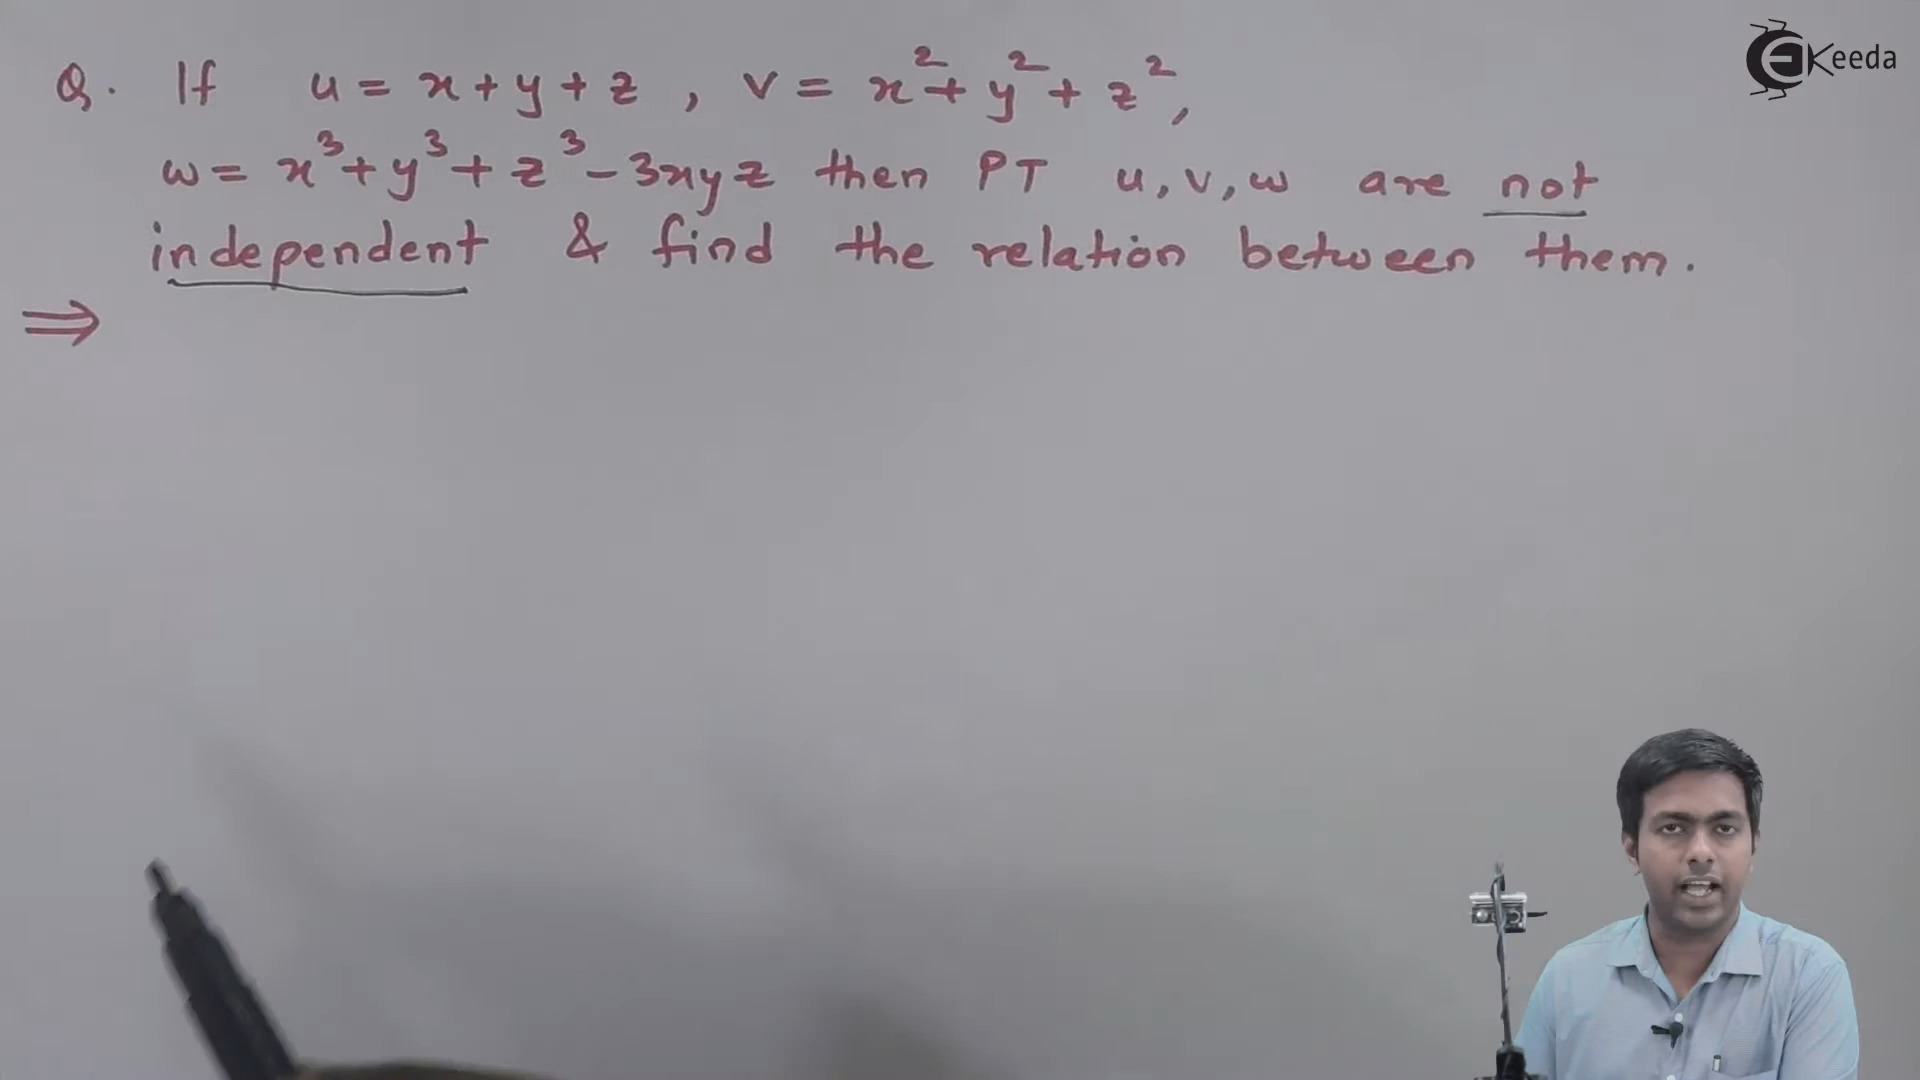 Q. If u = x + y + z , v = x² + y² + z² ,
w = x³ + y³ + z³ - 3xyz then PT u, v, w are not
independent & find the relation between them.
⇒
EKeeda